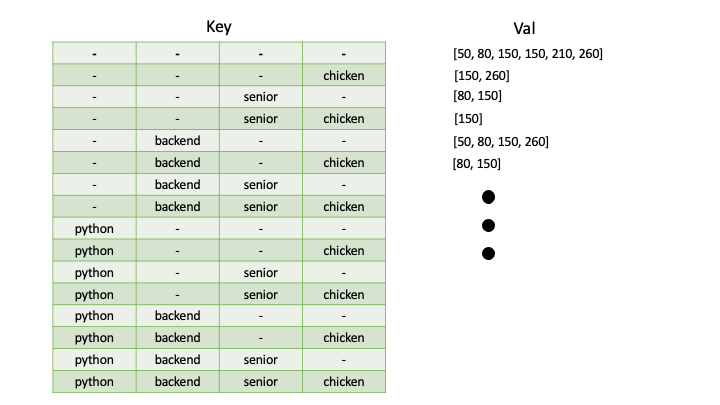 Key Val
- - - - [50, 80, 150, 150, 210, 260]
- - - chicken [150, 260]
- - senior - [80, 150]
- - senior chicken [150]
- backend - - [50, 80, 150, 260]
- backend - chicken [80, 150]
- backend senior -
- backend senior chicken
python - - -
python - - chicken
python - senior -
python - senior chicken
python backend - -
python backend - chicken
python backend senior -
python backend senior chicken